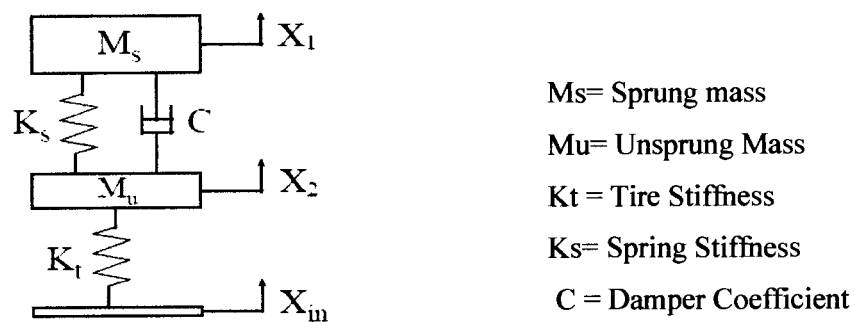 Ms
X1
Ks
C
Mu
X2
Kt
Xin
Ms= Sprung mass
Mu= Unsprung Mass
Kt = Tire Stiffness
Ks= Spring Stiffness
C = Damper Coefficient